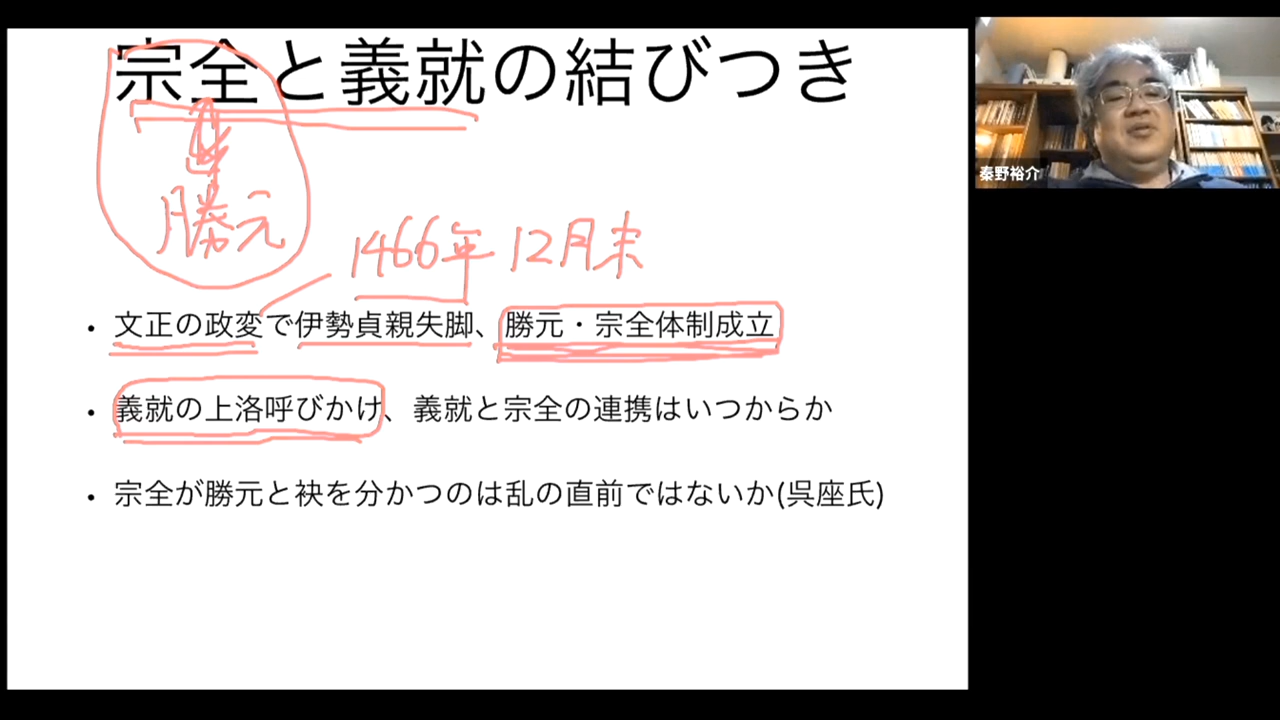 宗全と義就の結びつき
勝元
1466年 12月末
・文正の政変で伊勢貞親失脚、勝元・宗全体制成立
・義就の上洛呼びかけ、義就と宗全の連携はいつからか
・宗全が勝元と袂を分かつのは乱の直前ではないか(呉座氏)
秦野裕介